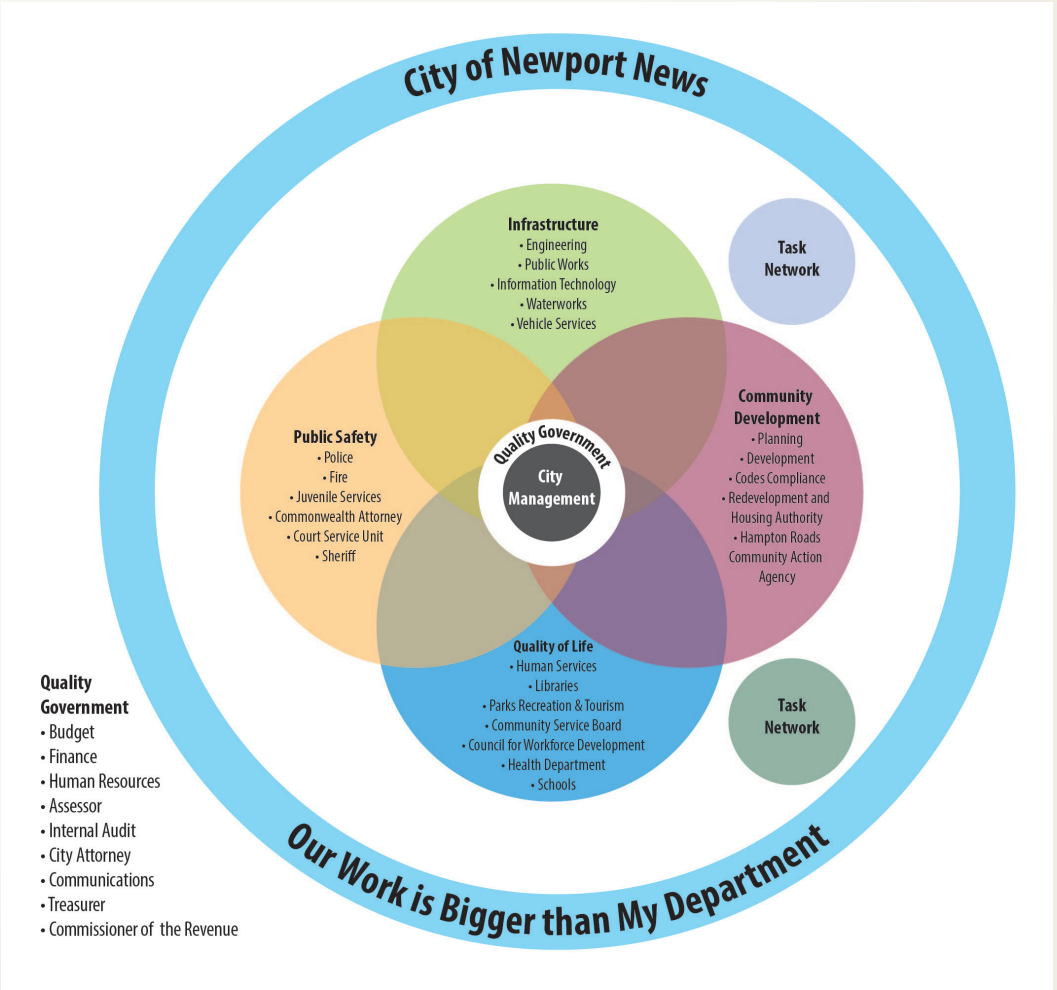 City of Newport News
Infrastructure
• Engineering
• Public Works
• Information Technology
• Waterworks
• Vehicle Services
Task
Network
Public Safety
• Police
• Fire
• Juvenile Services
• Commonwealth Attorney
• Court Service Unit
• Sheriff
Quality Government
City
Management
Community
Development
• Planning
• Development
• Codes Compliance
• Redevelopment and
Housing Authority
• Hampton Roads
Community Action
Agency
Quality of Life
• Human Services
• Libraries
• Parks Recreation & Tourism
• Community Service Board
• Council for Workforce Development
• Health Department
• Schools
Task
Network
Quality
Government
• Budget
• Finance
• Human Resources
• Assessor
• Internal Audit
• City Attorney
• Communications
• Treasurer
• Commissioner of the Revenue
Our Work is Bigger than My Department